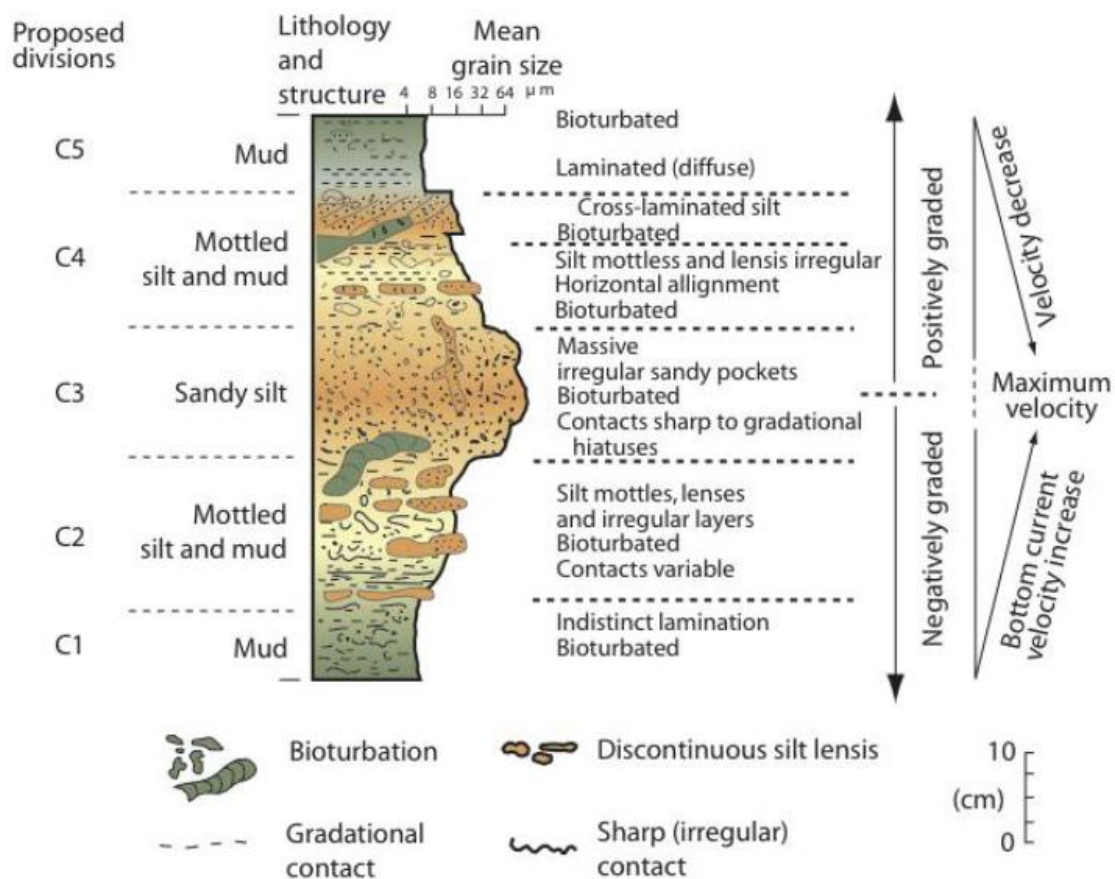 Proposed
divisions
Lithology
and
structure
Mean
grain size
4 8 16 32 64 µm
C5
Mud
Bioturbated
Laminated (diffuse)
C4
Mottled
silt and mud
Cross-laminated silt
Bioturbated
Silt mottless and lensis irregular
Horizontal allignment
Bioturbated
C3
Sandy silt
Massive
irregular sandy pockets
Bioturbated
Contacts sharp to gradational
hiatuses
C2
Mottled
silt and mud
Silt mottles, lenses
and irregular layers
Bioturbated
Contacts variable
C1
Mud
Indistinct lamination
Bioturbated
Positively graded
Negatively graded
Velocity decrease
Maximum
velocity
Bottom current
velocity increase
Bioturbation
Discontinuous silt lensis
Gradational
contact
Sharp (irregular)
contact
10
(cm)
0